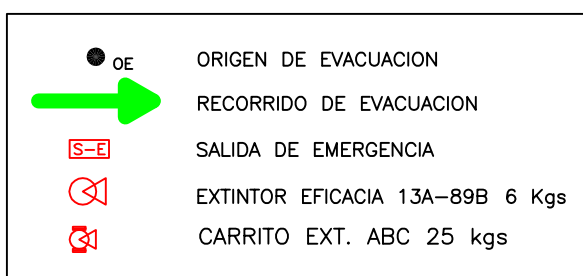 OE ORIGEN DE EVACUACION
RECORRIDO DE EVACUACION
S-E SALIDA DE EMERGENCIA
EXTINTOR EFICACIA 13A-89B 6 Kgs
CARRITO EXT. ABC 25 kgs